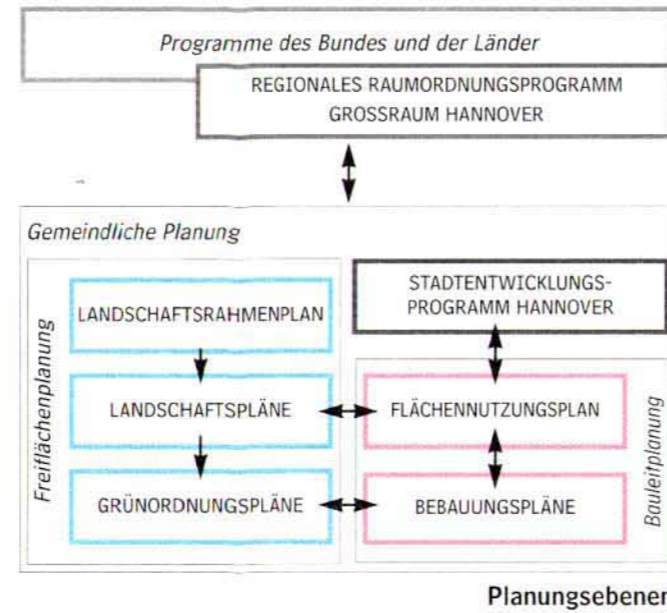 Programme des Bundes und der Länder
REGIONALES RAUMORDNUNGSPROGRAMM
GROSSRAUM HANNOVER
Gemeindliche Planung
Freiflächenplanung
LANDSCHAFTSRAHMENPLAN
LANDSCHAFTSPLÄNE
GRÜNORDNUNGSPLÄNE
STADTENTWICKLUNGS-
PROGRAMM HANNOVER
FLÄCHENNUTZUNGSPLAN
BEBAUUNGSPLÄNE
Bauleitplanung
Planungsebenen